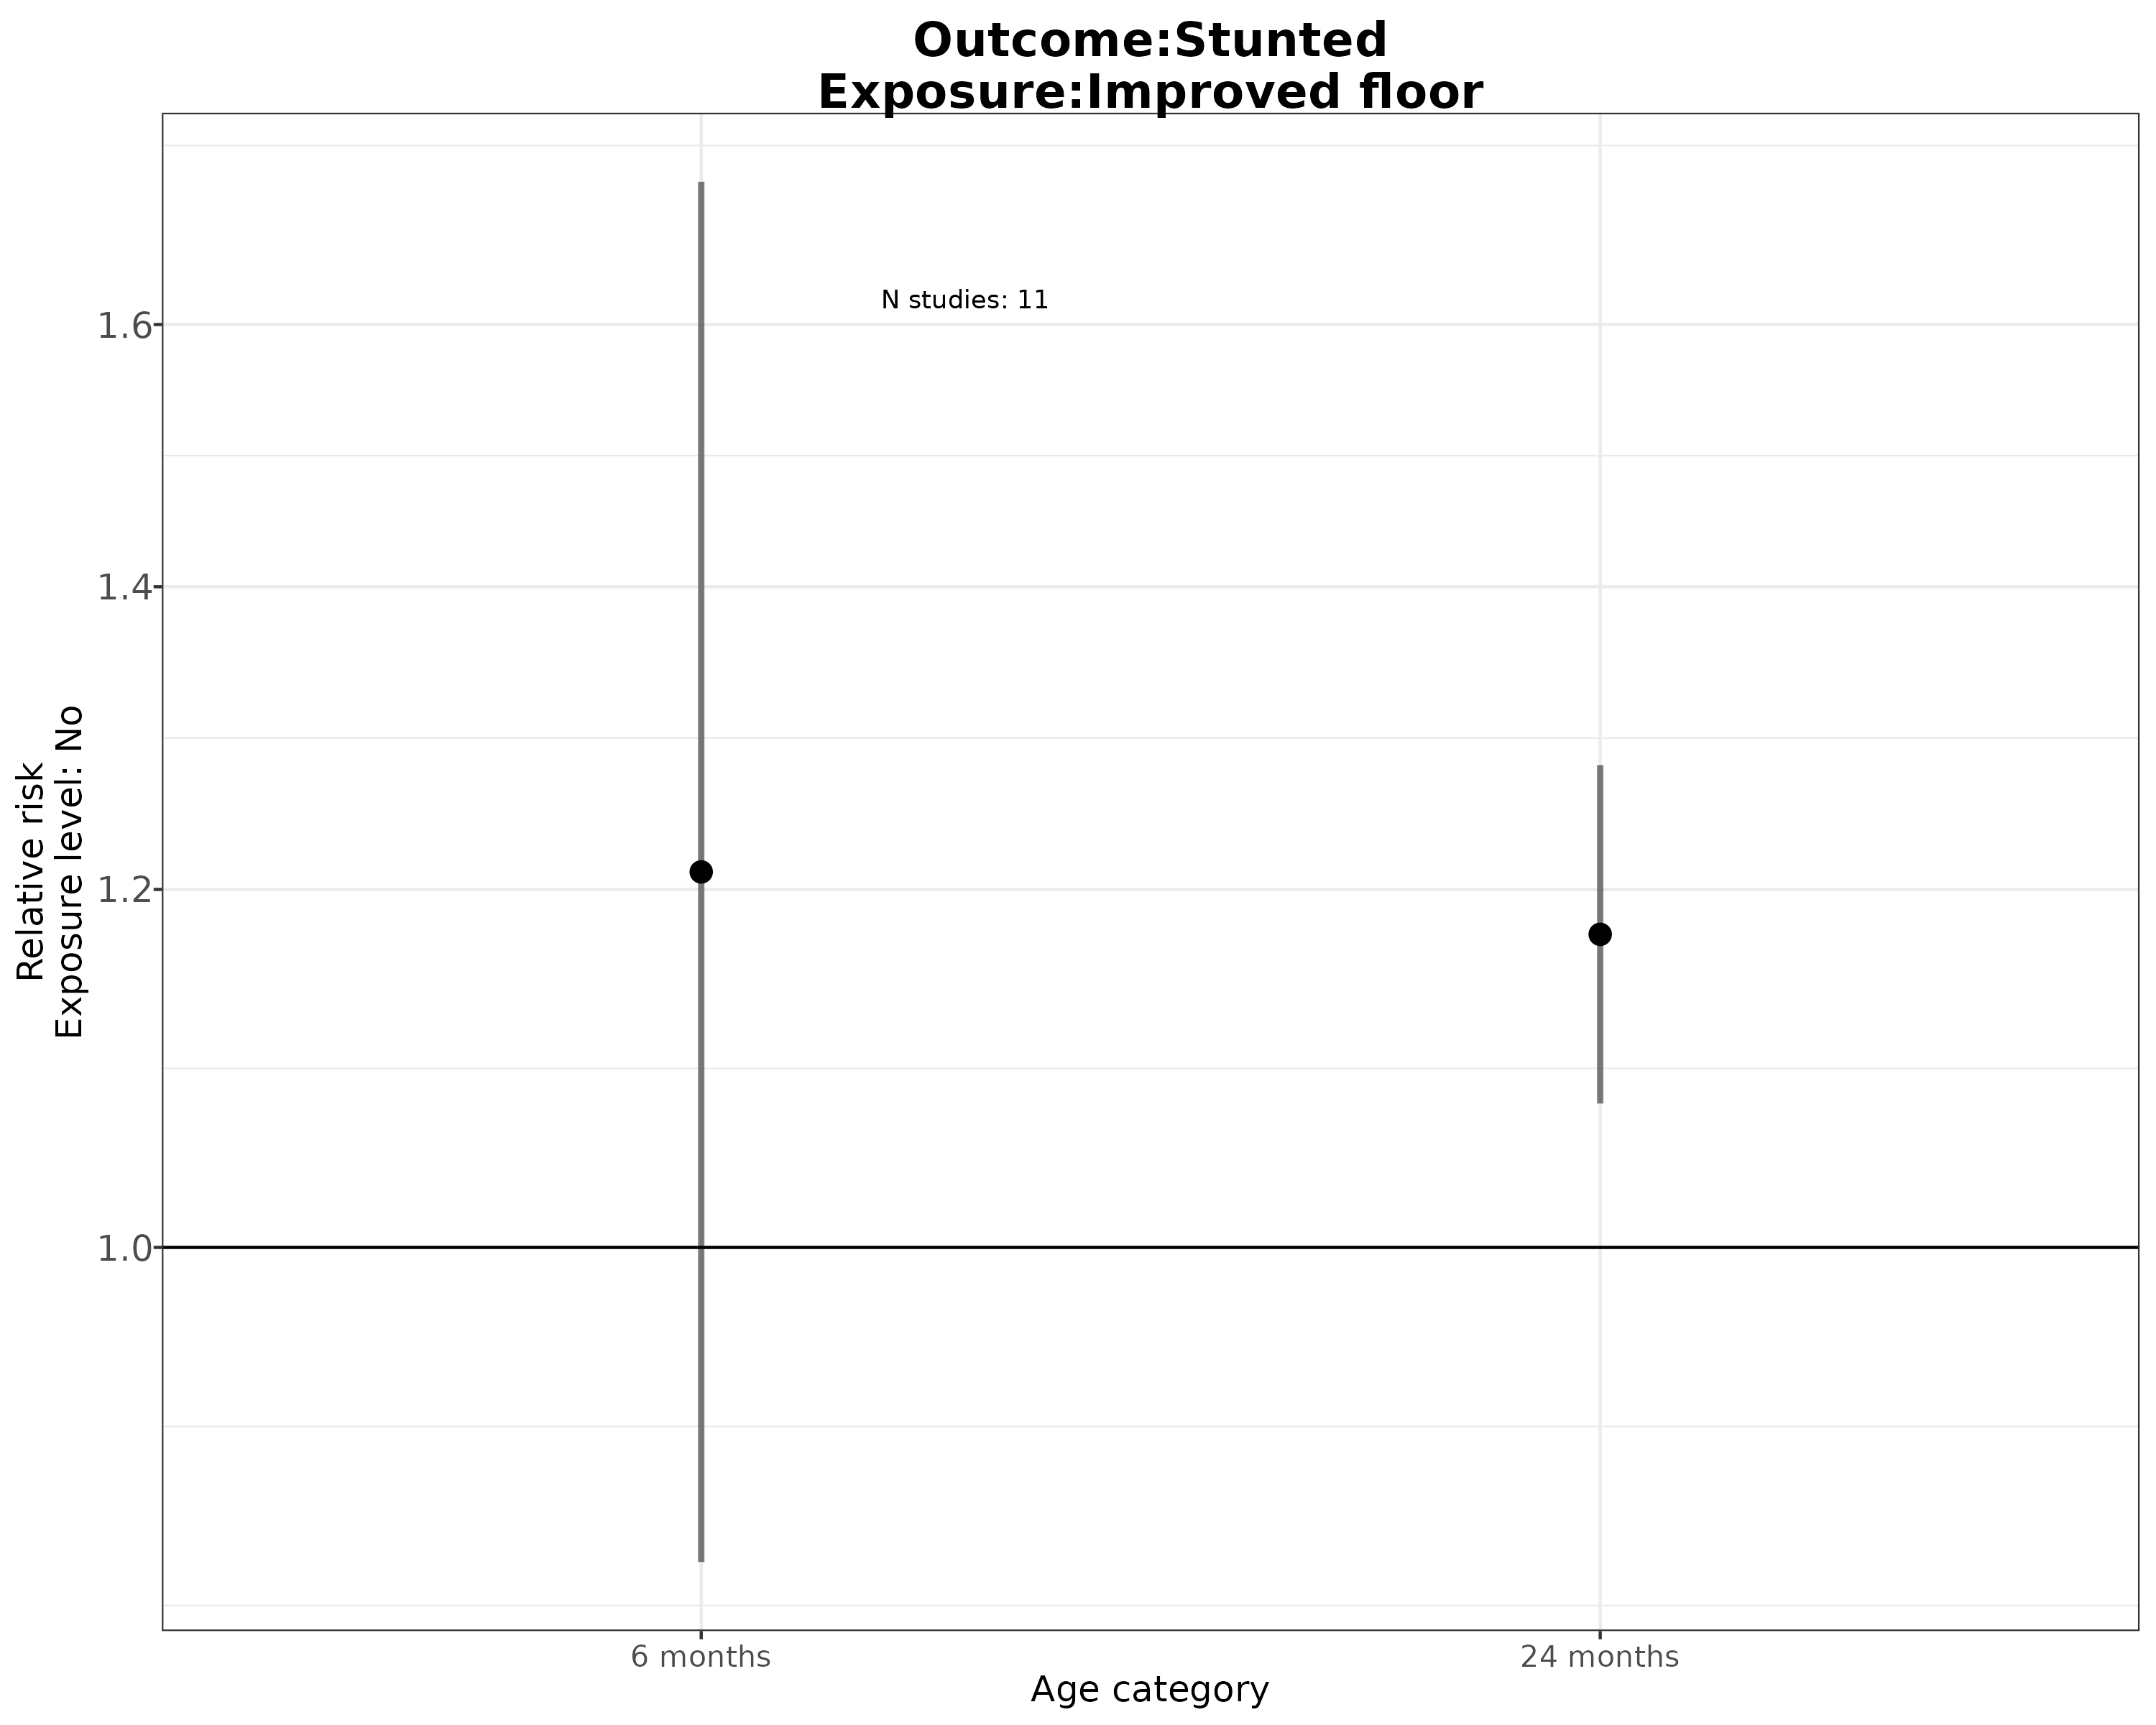 Outcome:Stunted
Exposure:Improved floor
N studies: 11
1.6
1.4
1.2
1.0
Relative risk
Exposure level: No
6 months
24 months
Age category